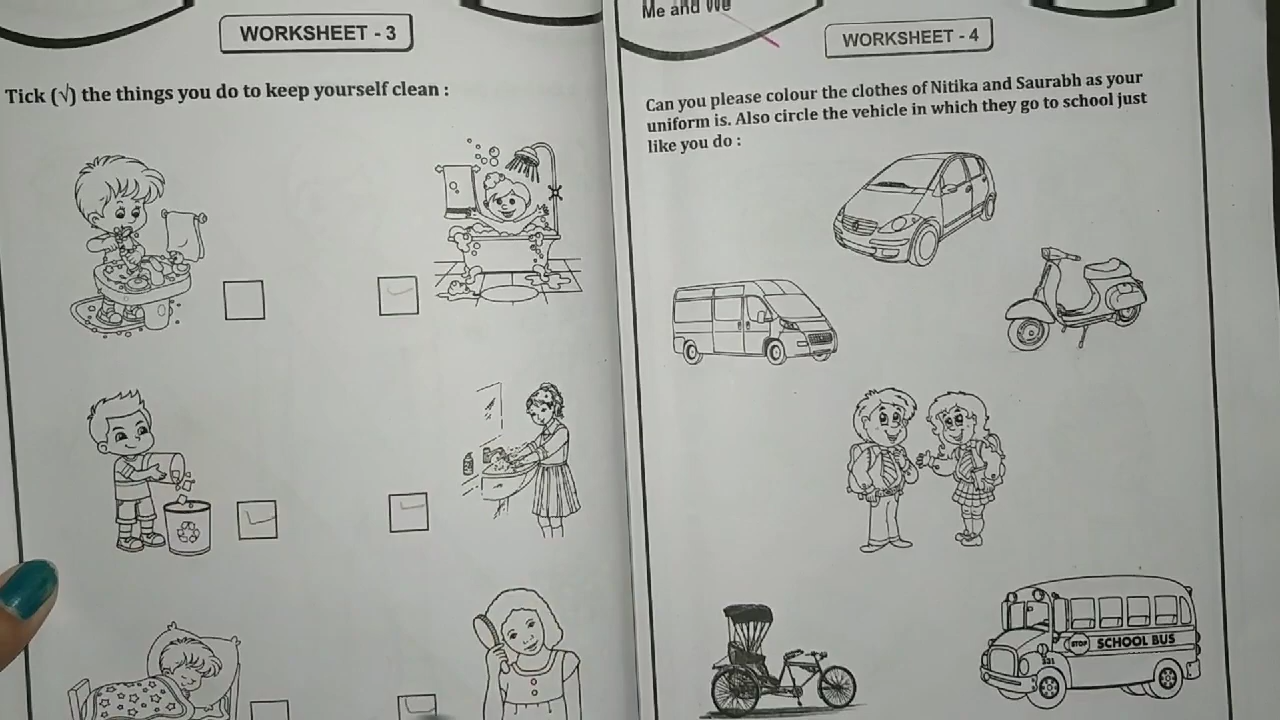 WORKSHEET - 3
Tick (√) the things you do to keep yourself clean :
Me and We
WORKSHEET - 4
Can you please colour the clothes of Nitika and Saurabh as your
uniform is. Also circle the vehicle in which they go to school just
like you do :
STOP
SCHOOL BUS